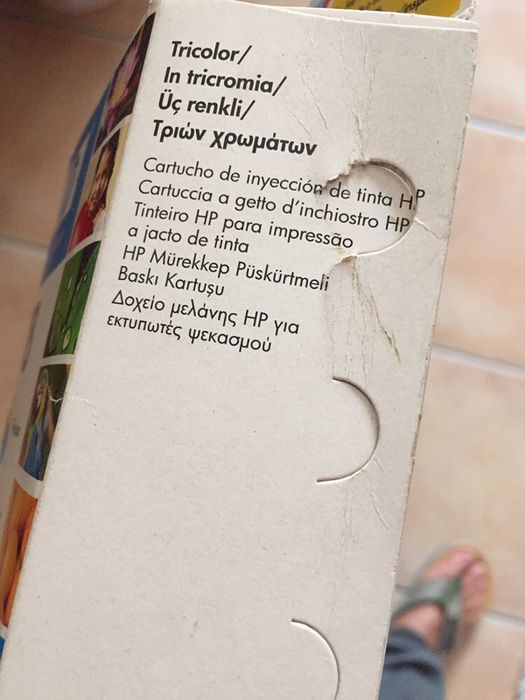 Tricolor/
In tricromia/
Üç renkli/
Τριών χρωμάτων
Cartucho de inyección de tinta HP
Cartuccia a getto d'inchiostro HP
Tinteiro HP para impressão
a jacto de tinta
HP Mürekkep Püskürtmeli
Baskı Kartuşu
Δοχείο μελάνης HP για
εκτυπωτές ψεκασμού